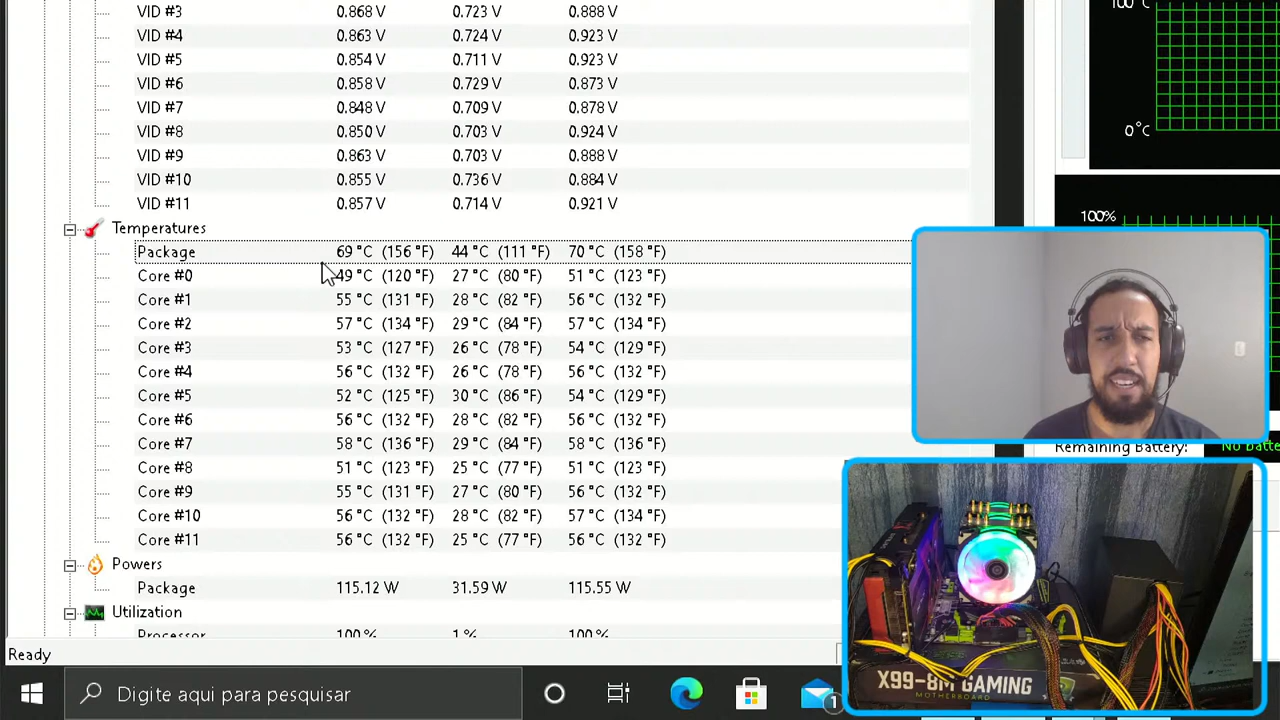 VID #3 0.868 V 0.723 V 0.888 V
VID #4 0.863 V 0.724 V 0.923 V
VID #5 0.854 V 0.711 V 0.923 V
VID #6 0.858 V 0.729 V 0.873 V
VID #7 0.848 V 0.709 V 0.878 V
VID #8 0.850 V 0.703 V 0.924 V
VID #9 0.863 V 0.703 V 0.888 V
VID #10 0.855 V 0.736 V 0.884 V
VID #11 0.857 V 0.714 V 0.921 V
Temperatures
Package 69 °C (156 °F) 44 °C (111 °F) 70 °C (158 °F)
Core #0 49 °C (120 °F) 27 °C (80 °F) 51 °C (123 °F)
Core #1 55 °C (131 °F) 28 °C (82 °F) 56 °C (132 °F)
Core #2 57 °C (134 °F) 29 °C (84 °F) 57 °C (134 °F)
Core #3 53 °C (127 °F) 26 °C (78 °F) 54 °C (129 °F)
Core #4 56 °C (132 °F) 26 °C (78 °F) 56 °C (132 °F)
Core #5 52 °C (125 °F) 30 °C (86 °F) 54 °C (129 °F)
Core #6 56 °C (132 °F) 28 °C (82 °F) 56 °C (132 °F)
Core #7 58 °C (136 °F) 29 °C (84 °F) 58 °C (136 °F)
Core #8 51 °C (123 °F) 25 °C (77 °F) 51 °C (123 °F)
Core #9 55 °C (131 °F) 27 °C (80 °F) 56 °C (132 °F)
Core #10 56 °C (132 °F) 28 °C (82 °F) 57 °C (134 °F)
Core #11 56 °C (132 °F) 25 °C (77 °F) 56 °C (132 °F)
Powers
Package 115.12 W 31.59 W 115.55 W
Utilization
Processor 100 % 1 % 100 %
Ready
Digite aqui para pesquisar
1
100 °C
0°C
100%
Remaining Battery: No batte
X99-8M GAMING
MOTHERBOARD